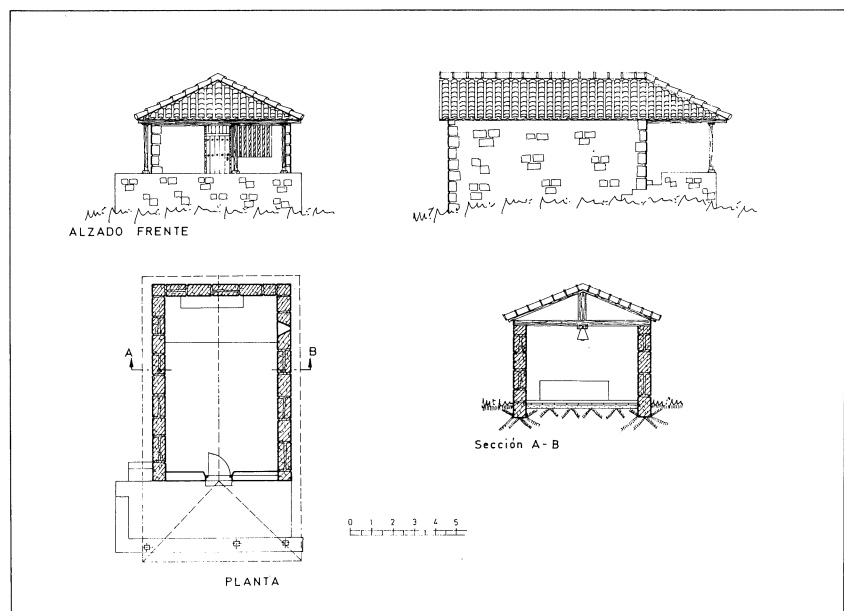 ALZADO FRENTE
A B
Sección A-B
0 1 2 3 4 5
PLANTA